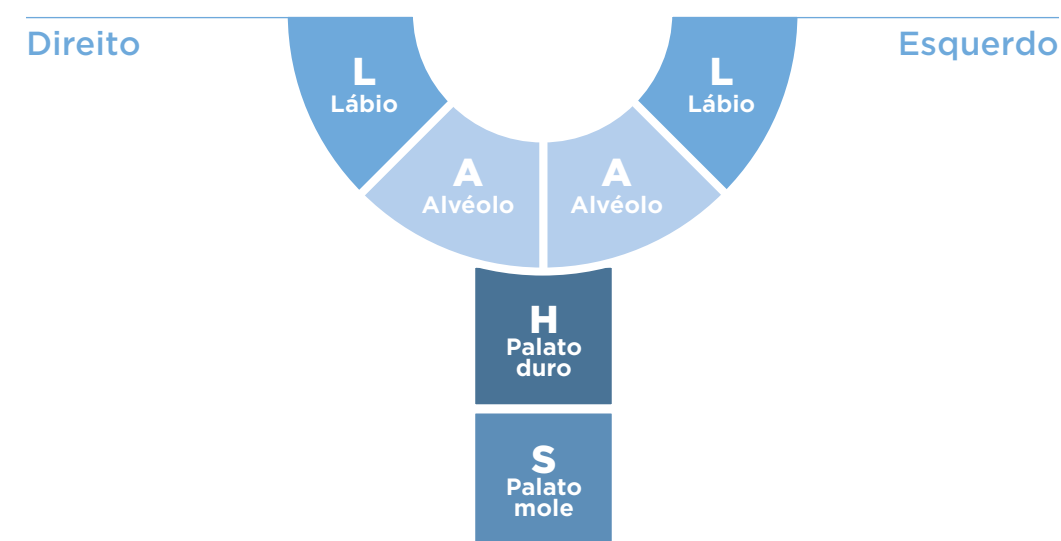 Direito
Esquerdo
L
Lábio
L
Lábio
A
Alvéolo
A
Alvéolo
H
Palato
duro
S
Palato
mole